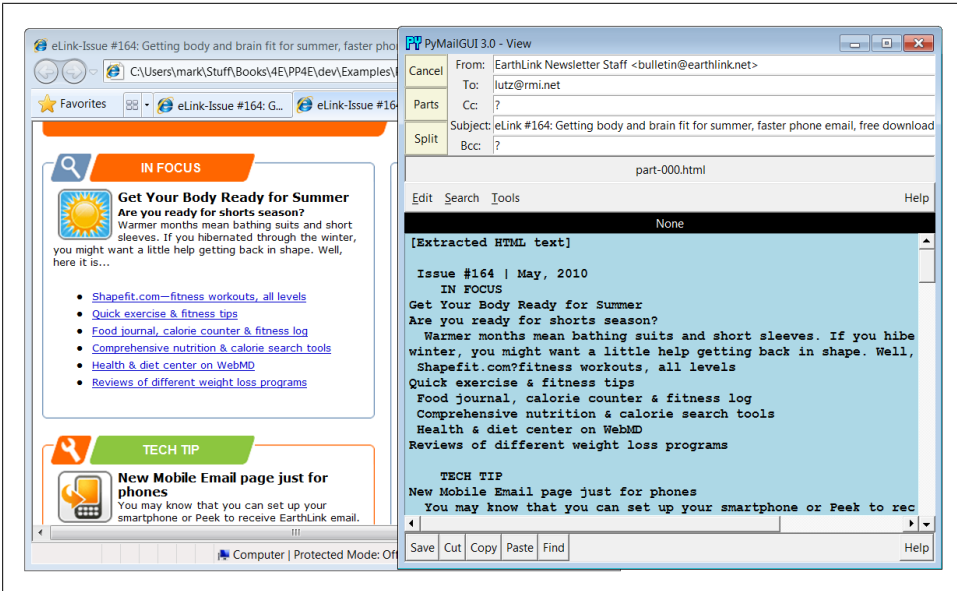 eLink-Issue #164: Getting body and brain fit for summer, faster phon
C:\Users\mark\Stuff\Books\4E\PP4E\dev\Examples\
Favorites
eLink-Issue #164: G...
eLink-Issue #16
IN FOCUS
Get Your Body Ready for Summer
Are you ready for shorts season?
Warmer months mean bathing suits and short
sleeves. If you hibernated through the winter,
you might want a little help getting back in shape. Well,
here it is...
Shapefit.com—fitness workouts, all levels
Quick exercise & fitness tips
Food journal, calorie counter & fitness log
Comprehensive nutrition & calorie search tools
Health & diet center on WebMD
Reviews of different weight loss programs
TECH TIP
New Mobile Email page just for
phones
You may know that you can set up your
smartphone or Peek to receive EarthLink email.
Computer | Protected Mode: Off
PY PyMailGUI 3.0 - View
Cancel
Parts
Split
From: EarthLink Newsletter Staff <bulletin@earthlink.net>
To: lutz@rmi.net
Cc: ?
Subject: eLink #164: Getting body and brain fit for summer, faster phone email, free download
Bcc: ?
part-000.html
Edit Search Tools Help
None
[Extracted HTML text]
Issue #164 | May, 2010
IN FOCUS
Get Your Body Ready for Summer
Are you ready for shorts season?
Warmer months mean bathing suits and short sleeves. If you hibe
winter, you might want a little help getting back in shape. Well,
Shapefit.com?fitness workouts, all levels
Quick exercise & fitness tips
Food journal, calorie counter & fitness log
Comprehensive nutrition & calorie search tools
Health & diet center on WebMD
Reviews of different weight loss programs
TECH TIP
New Mobile Email page just for phones
You may know that you can set up your smartphone or Peek to rec
Save Cut Copy Paste Find Help